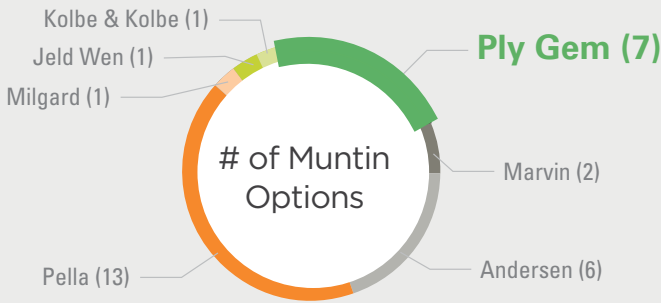 Kolbe & Kolbe (1)
Jeld Wen (1)
Milgard (1)
Ply Gem (7)
# of Muntin
Options
Marvin (2)
Pella (13)
Andersen (6)